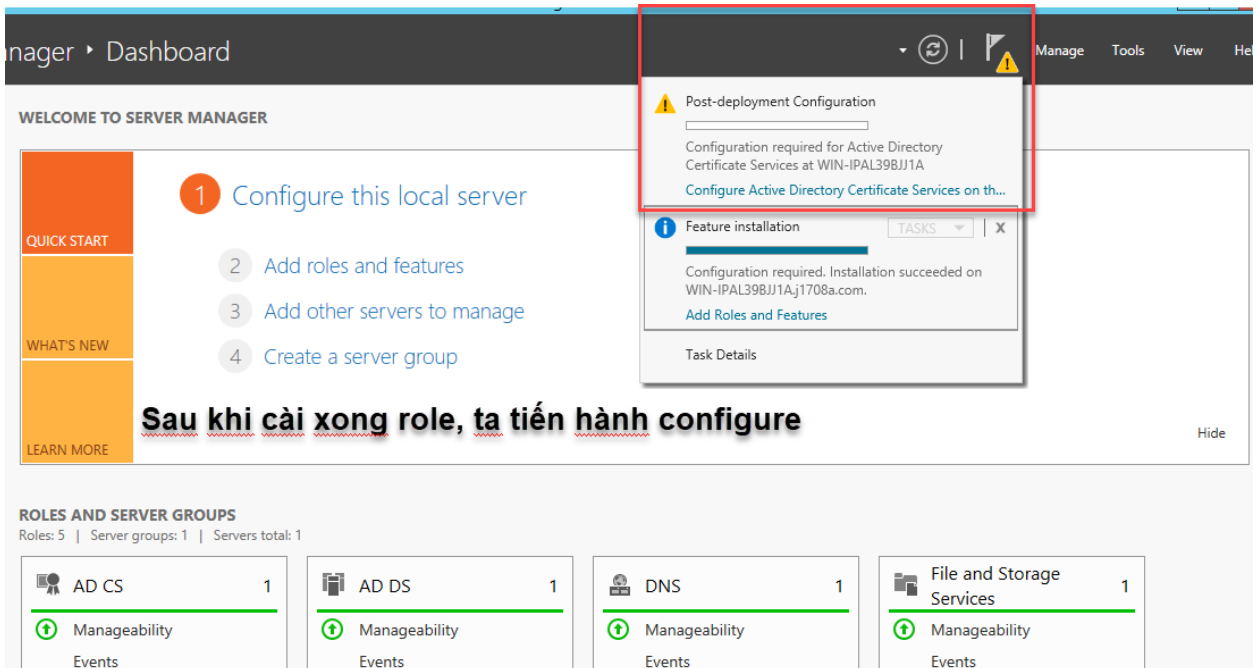 Dashboard
Manage Tools View
WELCOME TO SERVER MANAGER
QUICK START
WHAT'S NEW
LEARN MORE
1 Configure this local server
2 Add roles and features
3 Add other servers to manage
4 Create a server group
Post-deployment Configuration
Configuration required for Active Directory
Certificate Services at WIN-IPAL39BJJ1A
Configure Active Directory Certificate Services on th...
Feature installation
TASKS X
Configuration required. Installation succeeded on
WIN-IPAL39BJJ1A.j1708a.com.
Add Roles and Features
Task Details
Sau khi cài xong role, ta tiến hành configure
Hide
ROLES AND SERVER GROUPS
Roles: 5 | Server groups: 1 | Servers total: 1
AD CS 1
Manageability
Events
AD DS 1
Manageability
Events
DNS 1
Manageability
Events
File and Storage
Services 1
Manageability
Events